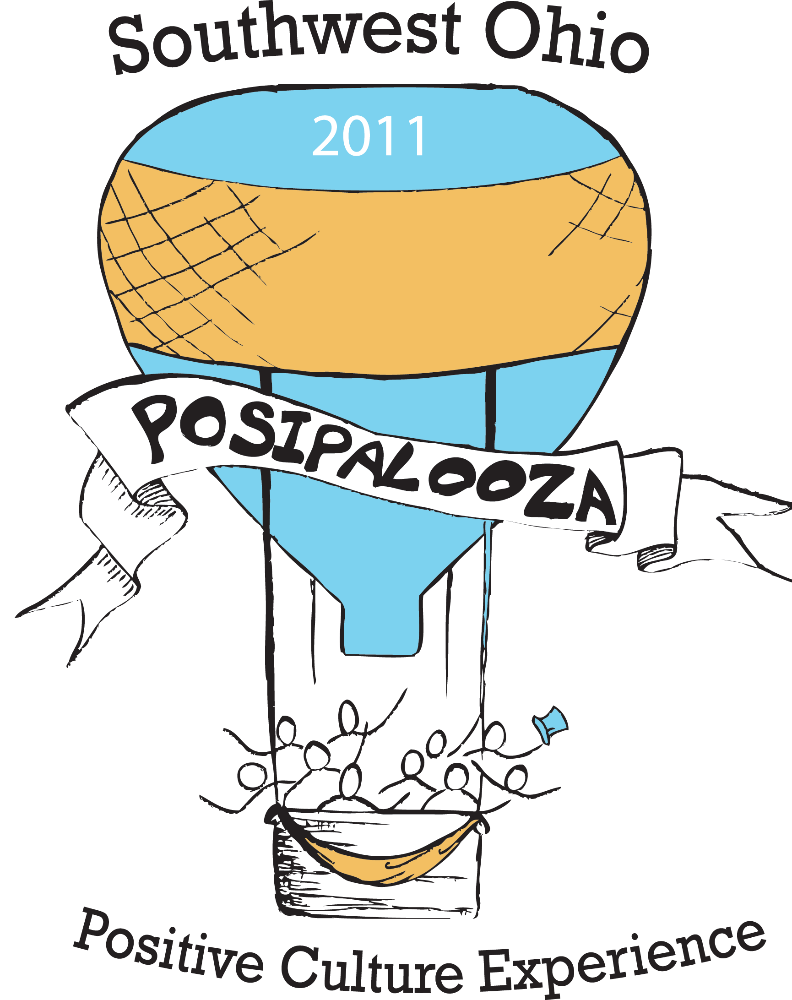 Southwest Ohio
2011
POSIPALOOZA
Positive Culture Experience